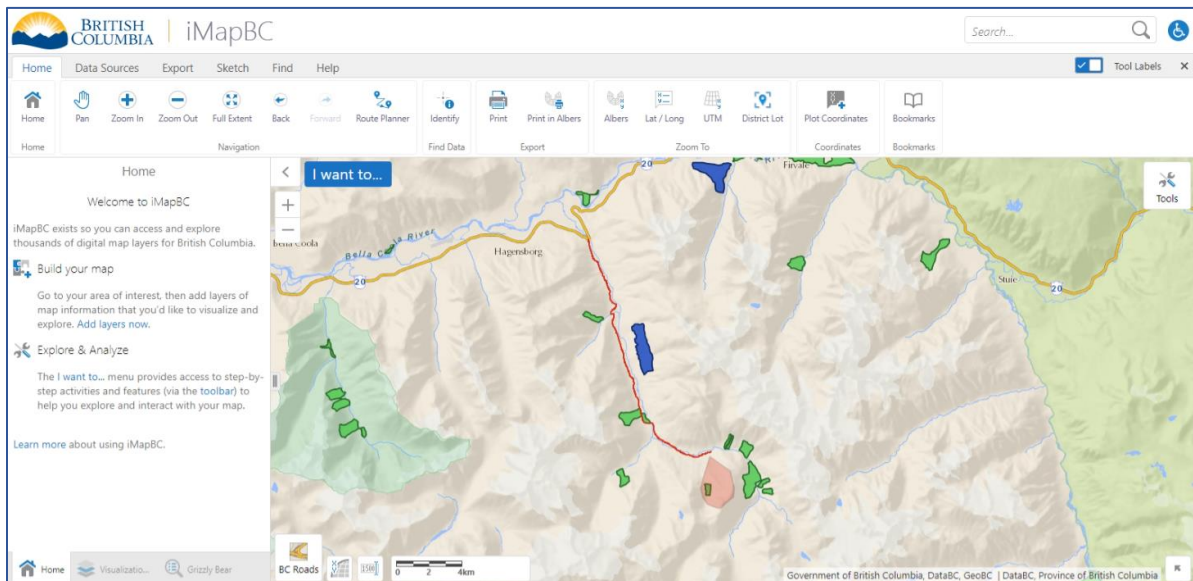 BRITISH
COLUMBIA
iMapBC
Search...
Home Data Sources Export Sketch Find Help
Tool Labels
Home Pan Zoom In Zoom Out Full Extent Back Forward Route Planner Identify Print Print in Albers Albers Lat / Long UTM District Lot Plot Coordinates Bookmarks
Home Navigation Find Data Export Zoom To Coordinates Bookmarks
Home
Welcome to iMapBC
iMapBC exists so you can access and explore
thousands of digital map layers for British Columbia.
Build your map
Go to your area of interest, then add layers of
map information that you'd like to visualize and
explore. Add layers now.
Explore & Analyze
The I want to... menu provides access to step-by-
step activities and features (via the toolbar) to
help you explore and interact with your map.
Learn more about using iMapBC.
Home Visualizatio... Grizzly Bear
I want to...
Tools
20
Firvale
Bella Coola River
Coola
Hagensborg
20
Stuie
20
BC Roads
0 2 4km
Government of British Columbia, DataBC, GeoBC | DataBC, Province of British Columbia